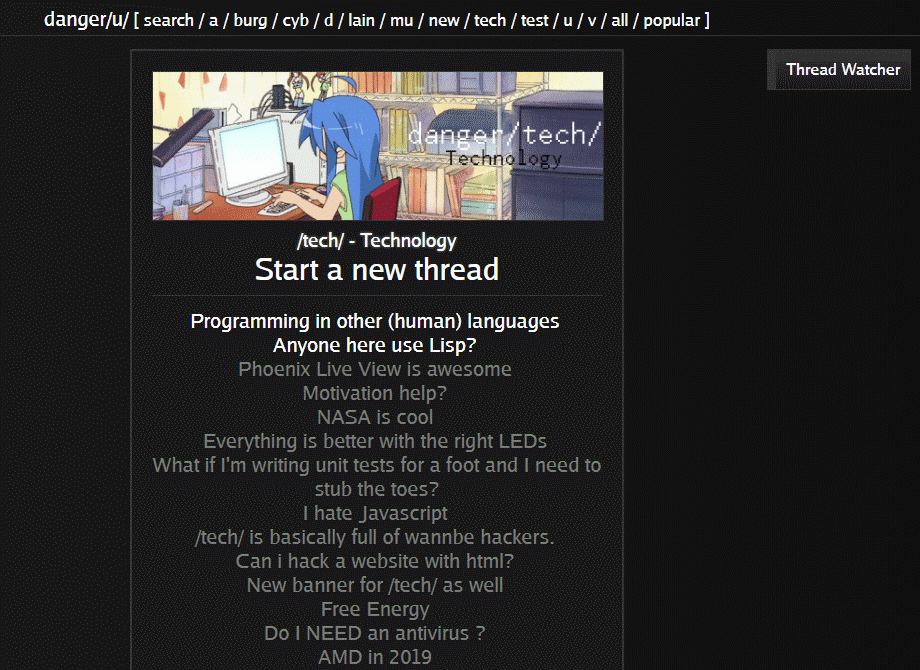 danger/u/ [ search / a / burg / cyb / d / lain / mu / new / tech / test / u / v / all / popular ]
Thread Watcher
danger/tech/
Technology
/tech/ - Technology
Start a new thread
Programming in other (human) languages
Anyone here use Lisp?
Phoenix Live View is awesome
Motivation help?
NASA is cool
Everything is better with the right LEDs
What if I'm writing unit tests for a foot and I need to
stub the toes?
I hate Javascript
/tech/ is basically full of wannbe hackers.
Can i hack a website with html?
New banner for /tech/ as well
Free Energy
Do I NEED an antivirus ?
AMD in 2019